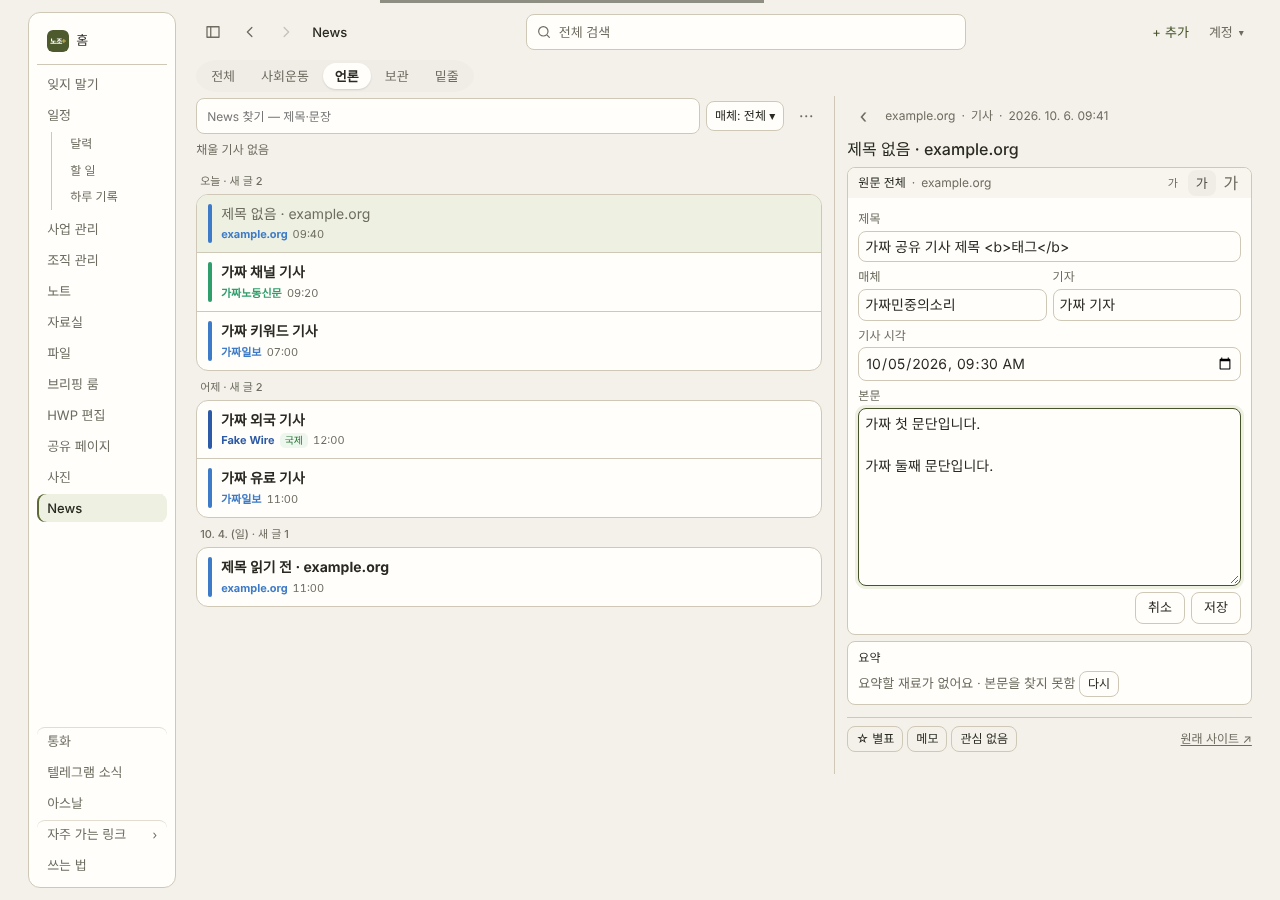 노조+ 홈
잊지 말기
일정
달력
할 일
하루 기록
사업 관리
조직 관리
노트
자료실
파일
브리핑 룸
HWP 편집
공유 페이지
사진
News
통화
텔레그램 소식
아스날
자주 가는 링크 ›
쓰는 법
News
전체 검색
+ 추가 계정 ▾
전체 사회운동 언론 보관 밑줄
News 찾기 — 제목·문장 매체: 전체 ▾ ···
채울 기사 없음
오늘 · 새 글 2
제목 없음 · example.org
example.org 09:40
가짜 채널 기사
가짜노동신문 09:20
가짜 키워드 기사
가짜일보 07:00
어제 · 새 글 2
가짜 외국 기사
Fake Wire 국제 12:00
가짜 유료 기사
가짜일보 11:00
10. 4. (일) · 새 글 1
제목 읽기 전 · example.org
example.org 11:00
example.org · 기사 · 2026. 10. 6. 09:41
제목 없음 · example.org
원문 전체 · example.org 가 가 가
제목
가짜 공유 기사 제목 <b>태그</b>
매체 기자
가짜민중의소리 가짜 기자
기사 시각
10/05/2026, 09:30 AM
본문
가짜 첫 문단입니다.
가짜 둘째 문단입니다.
취소 저장
요약
요약할 재료가 없어요 · 본문을 찾지 못함 다시
☆ 별표 메모 관심 없음 원래 사이트 ↗